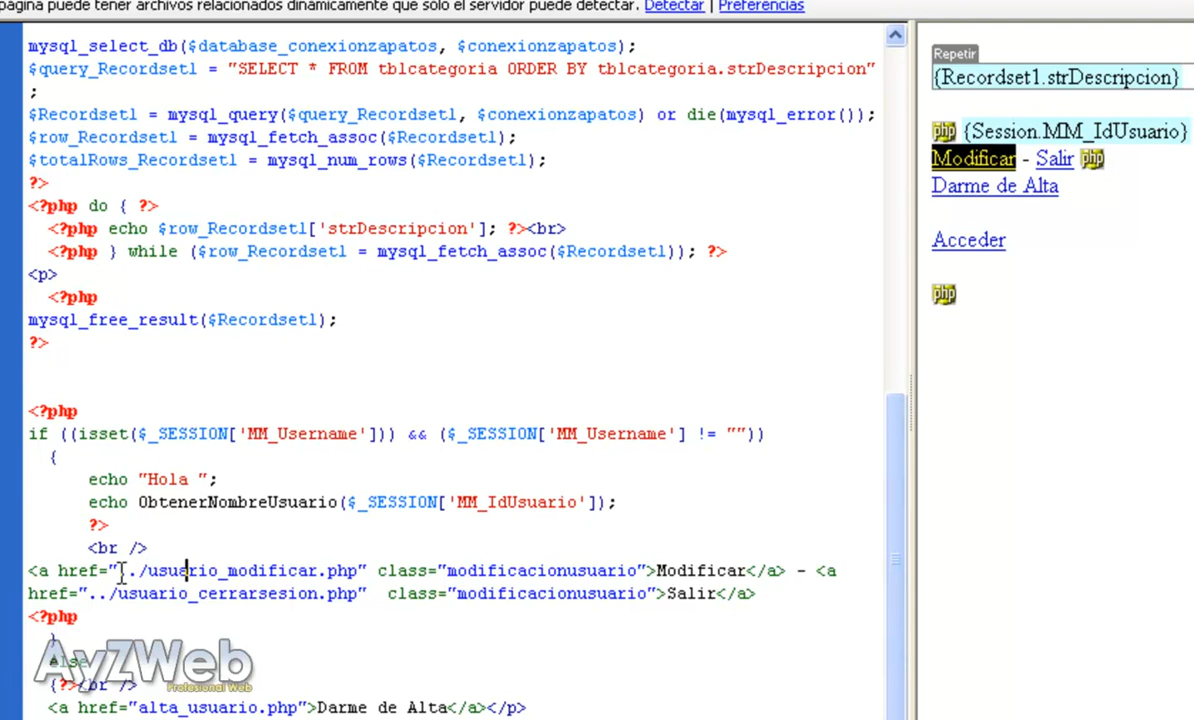 página puede tener archivos relacionados dinámicamente que sólo el servidor puede detectar. Detectar | Preferencias
mysql_select_db($database_conexionzapatos, $conexionzapatos);
$query_Recordset1 = "SELECT * FROM tblcategoria ORDER BY tblcategoria.strDescripcion"
;
$Recordset1 = mysql_query($query_Recordset1, $conexionzapatos) or die(mysql_error());
$row_Recordset1 = mysql_fetch_assoc($Recordset1);
$totalRows_Recordset1 = mysql_num_rows($Recordset1);
?>
<?php do { ?>
<?php echo $row_Recordset1['strDescripcion']; ?><br>
<?php } while ($row_Recordset1 = mysql_fetch_assoc($Recordset1)); ?>
<p>
<?php
mysql_free_result($Recordset1);
?>
<?php
if ((isset($_SESSION['MM_Username'])) && ($_SESSION['MM_Username'] != ""))
{
echo "Hola ";
echo ObtenerNombreUsuario($_SESSION['MM_IdUsuario']);
?>
<br />
<a href="../usuario_modificar.php" class="modificacionusuario">Modificar</a> - <a
href="../usuario_cerrarsesion.php" class="modificacionusuario">Salir</a>
<?php
}
else
{?><br />
<a href="alta_usuario.php">Darme de Alta</a></p>
AyZWeb
Profesional Web
Repetir
{Recordset1.strDescripcion}
php {Session.MM_IdUsuario}
Modificar - Salir php
Darme de Alta
Acceder
php